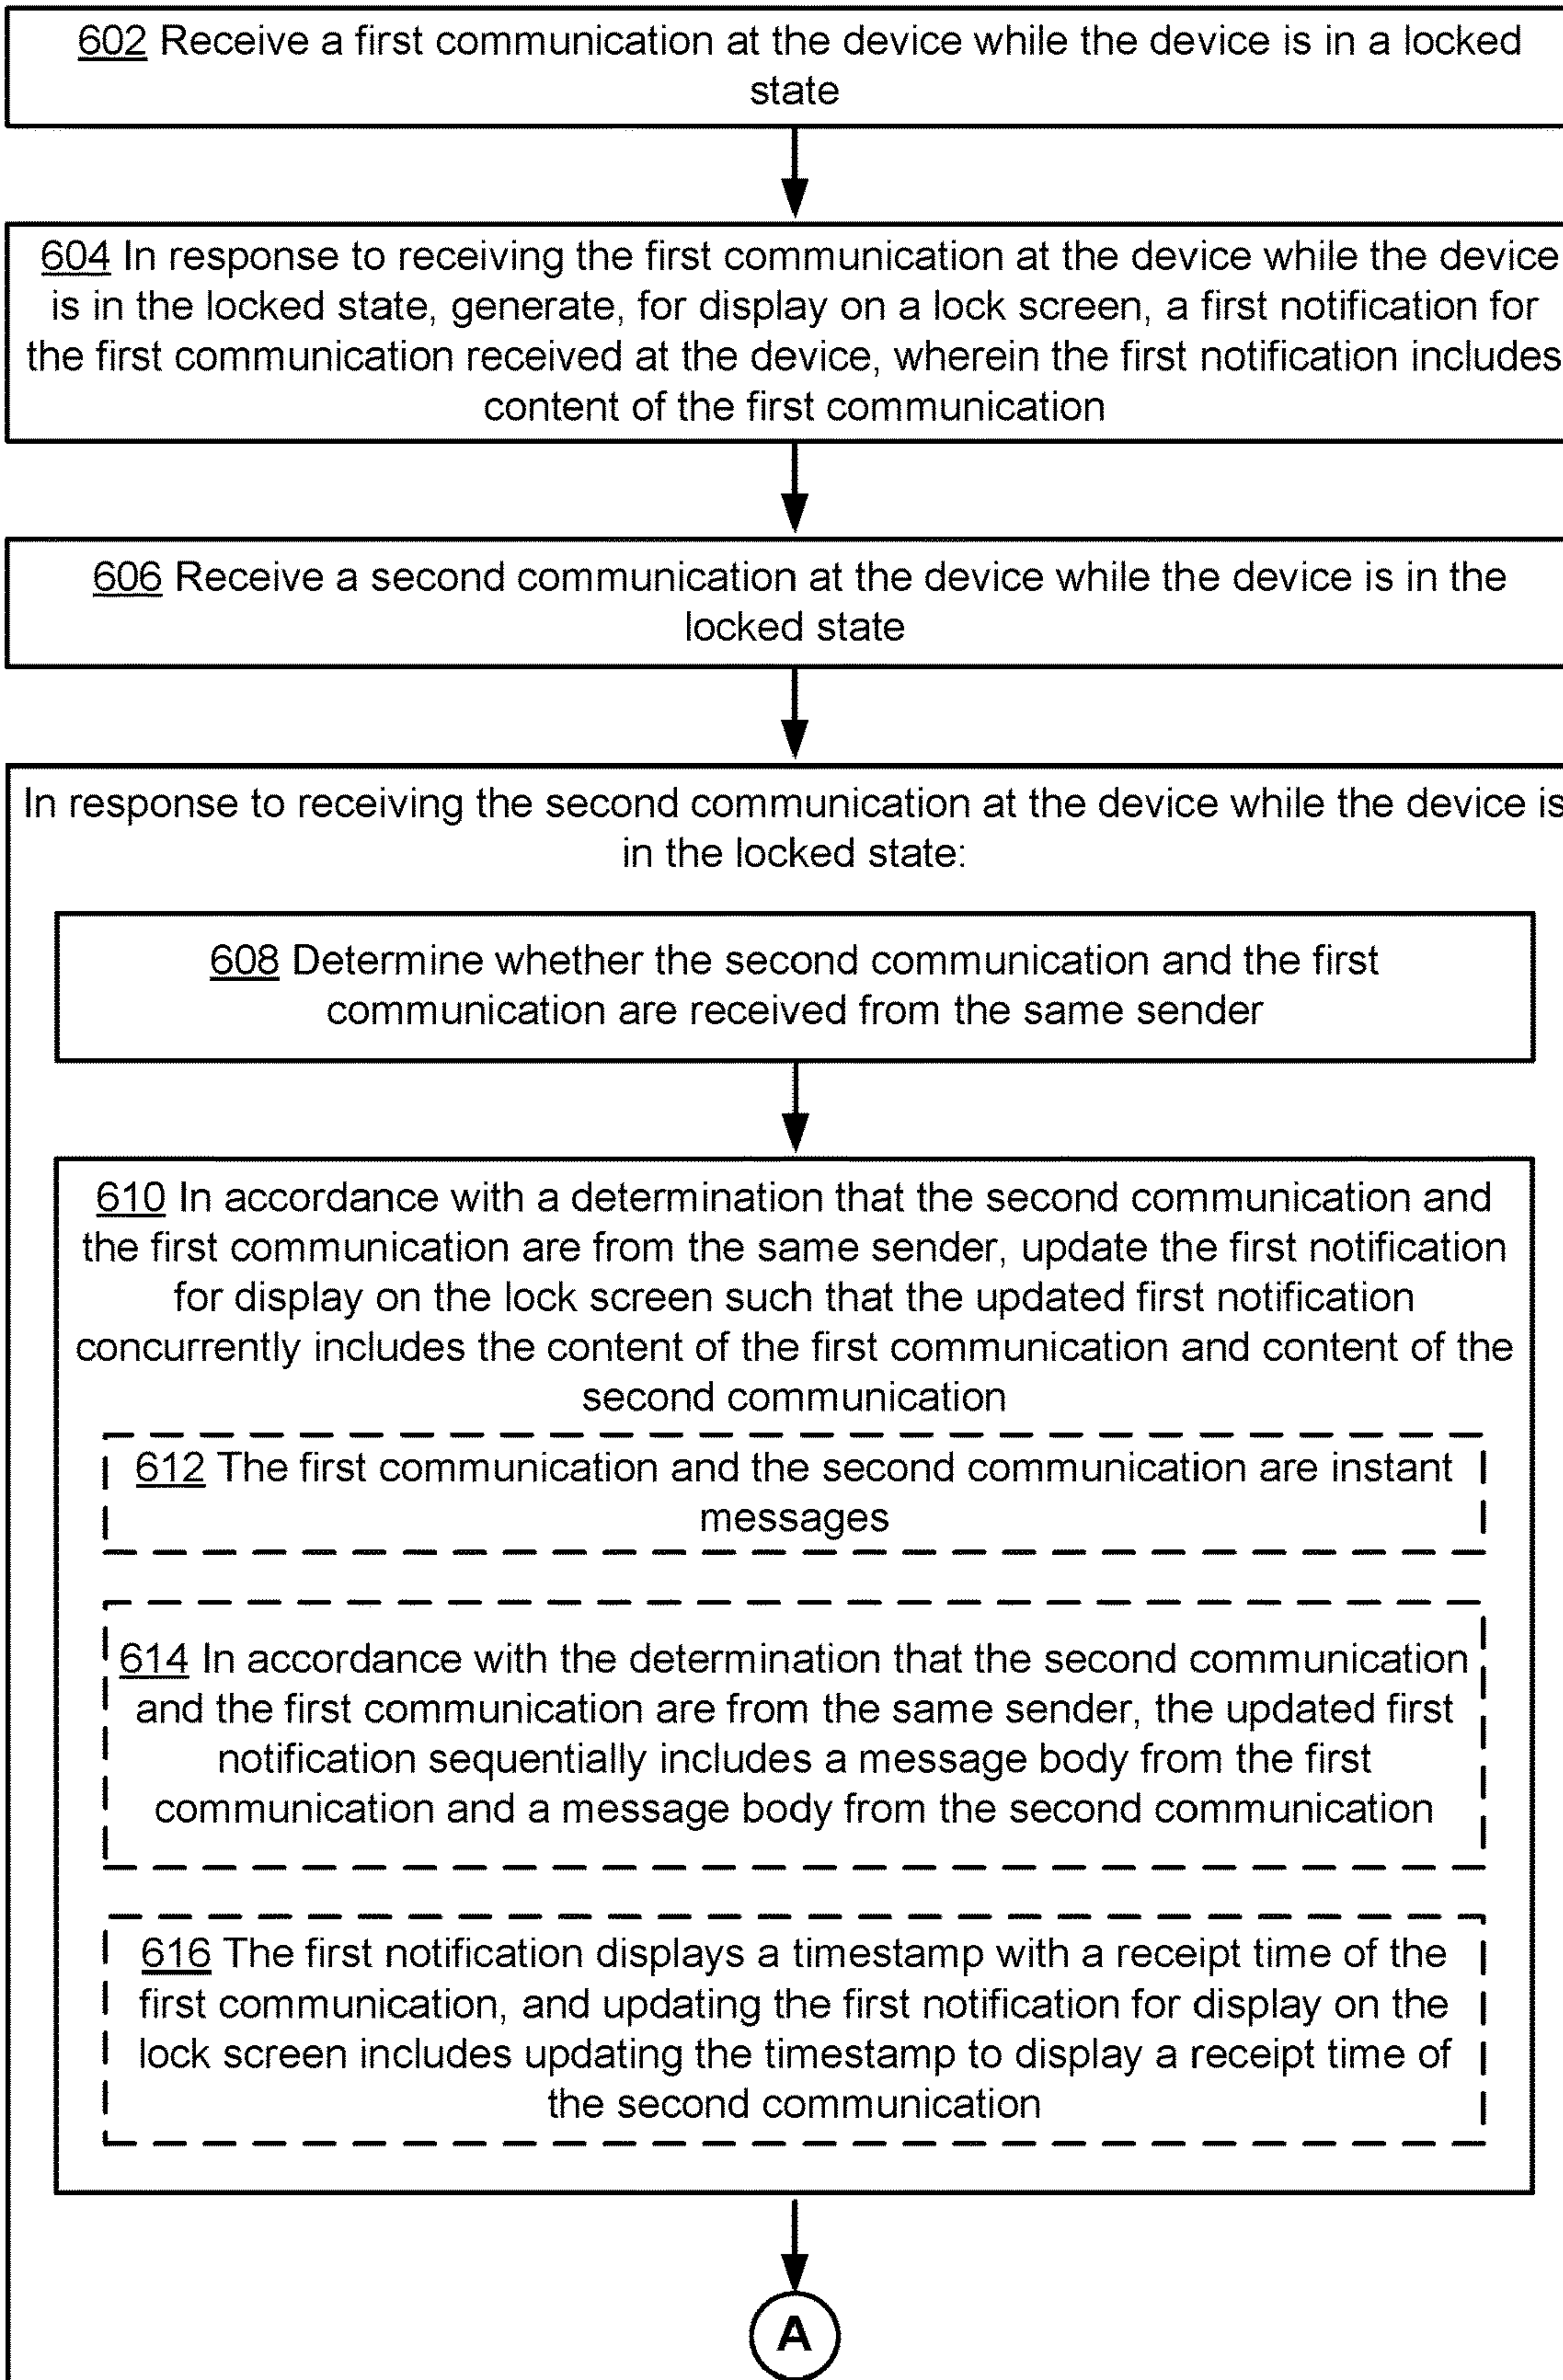 602 Receive a first communication at the device while the device is in a locked
state
604 In response to receiving the first communication at the device while the device
is in the locked state, generate, for display on a lock screen, a first notification for
the first communication received at the device, wherein the first notification includes
content of the first communication
606 Receive a second communication at the device while the device is in the
locked state
In response to receiving the second communication at the device while the device is
in the locked state:
608 Determine whether the second communication and the first
communication are received from the same sender
610 In accordance with a determination that the second communication and
the first communication are from the same sender, update the first notification
for display on the lock screen such that the updated first notification
concurrently includes the content of the first communication and content of the
second communication
612 The first communication and the second communication are instant
messages
614 In accordance with the determination that the second communication
and the first communication are from the same sender, the updated first
notification sequentially includes a message body from the first
communication and a message body from the second communication
616 The first notification displays a timestamp with a receipt time of the
first communication, and updating the first notification for display on the
lock screen includes updating the timestamp to display a receipt time of
the second communication
A